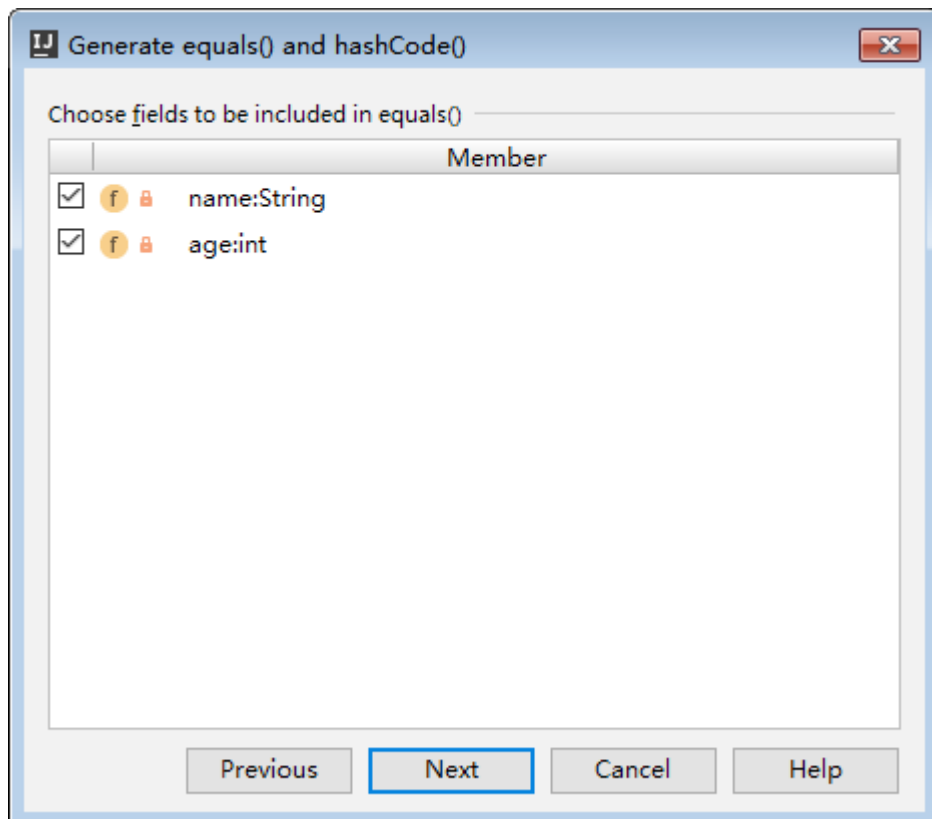 IJ Generate equals() and hashCode()
Choose fields to be included in equals()
Member
f name:String
f age:int
Previous Next Cancel Help